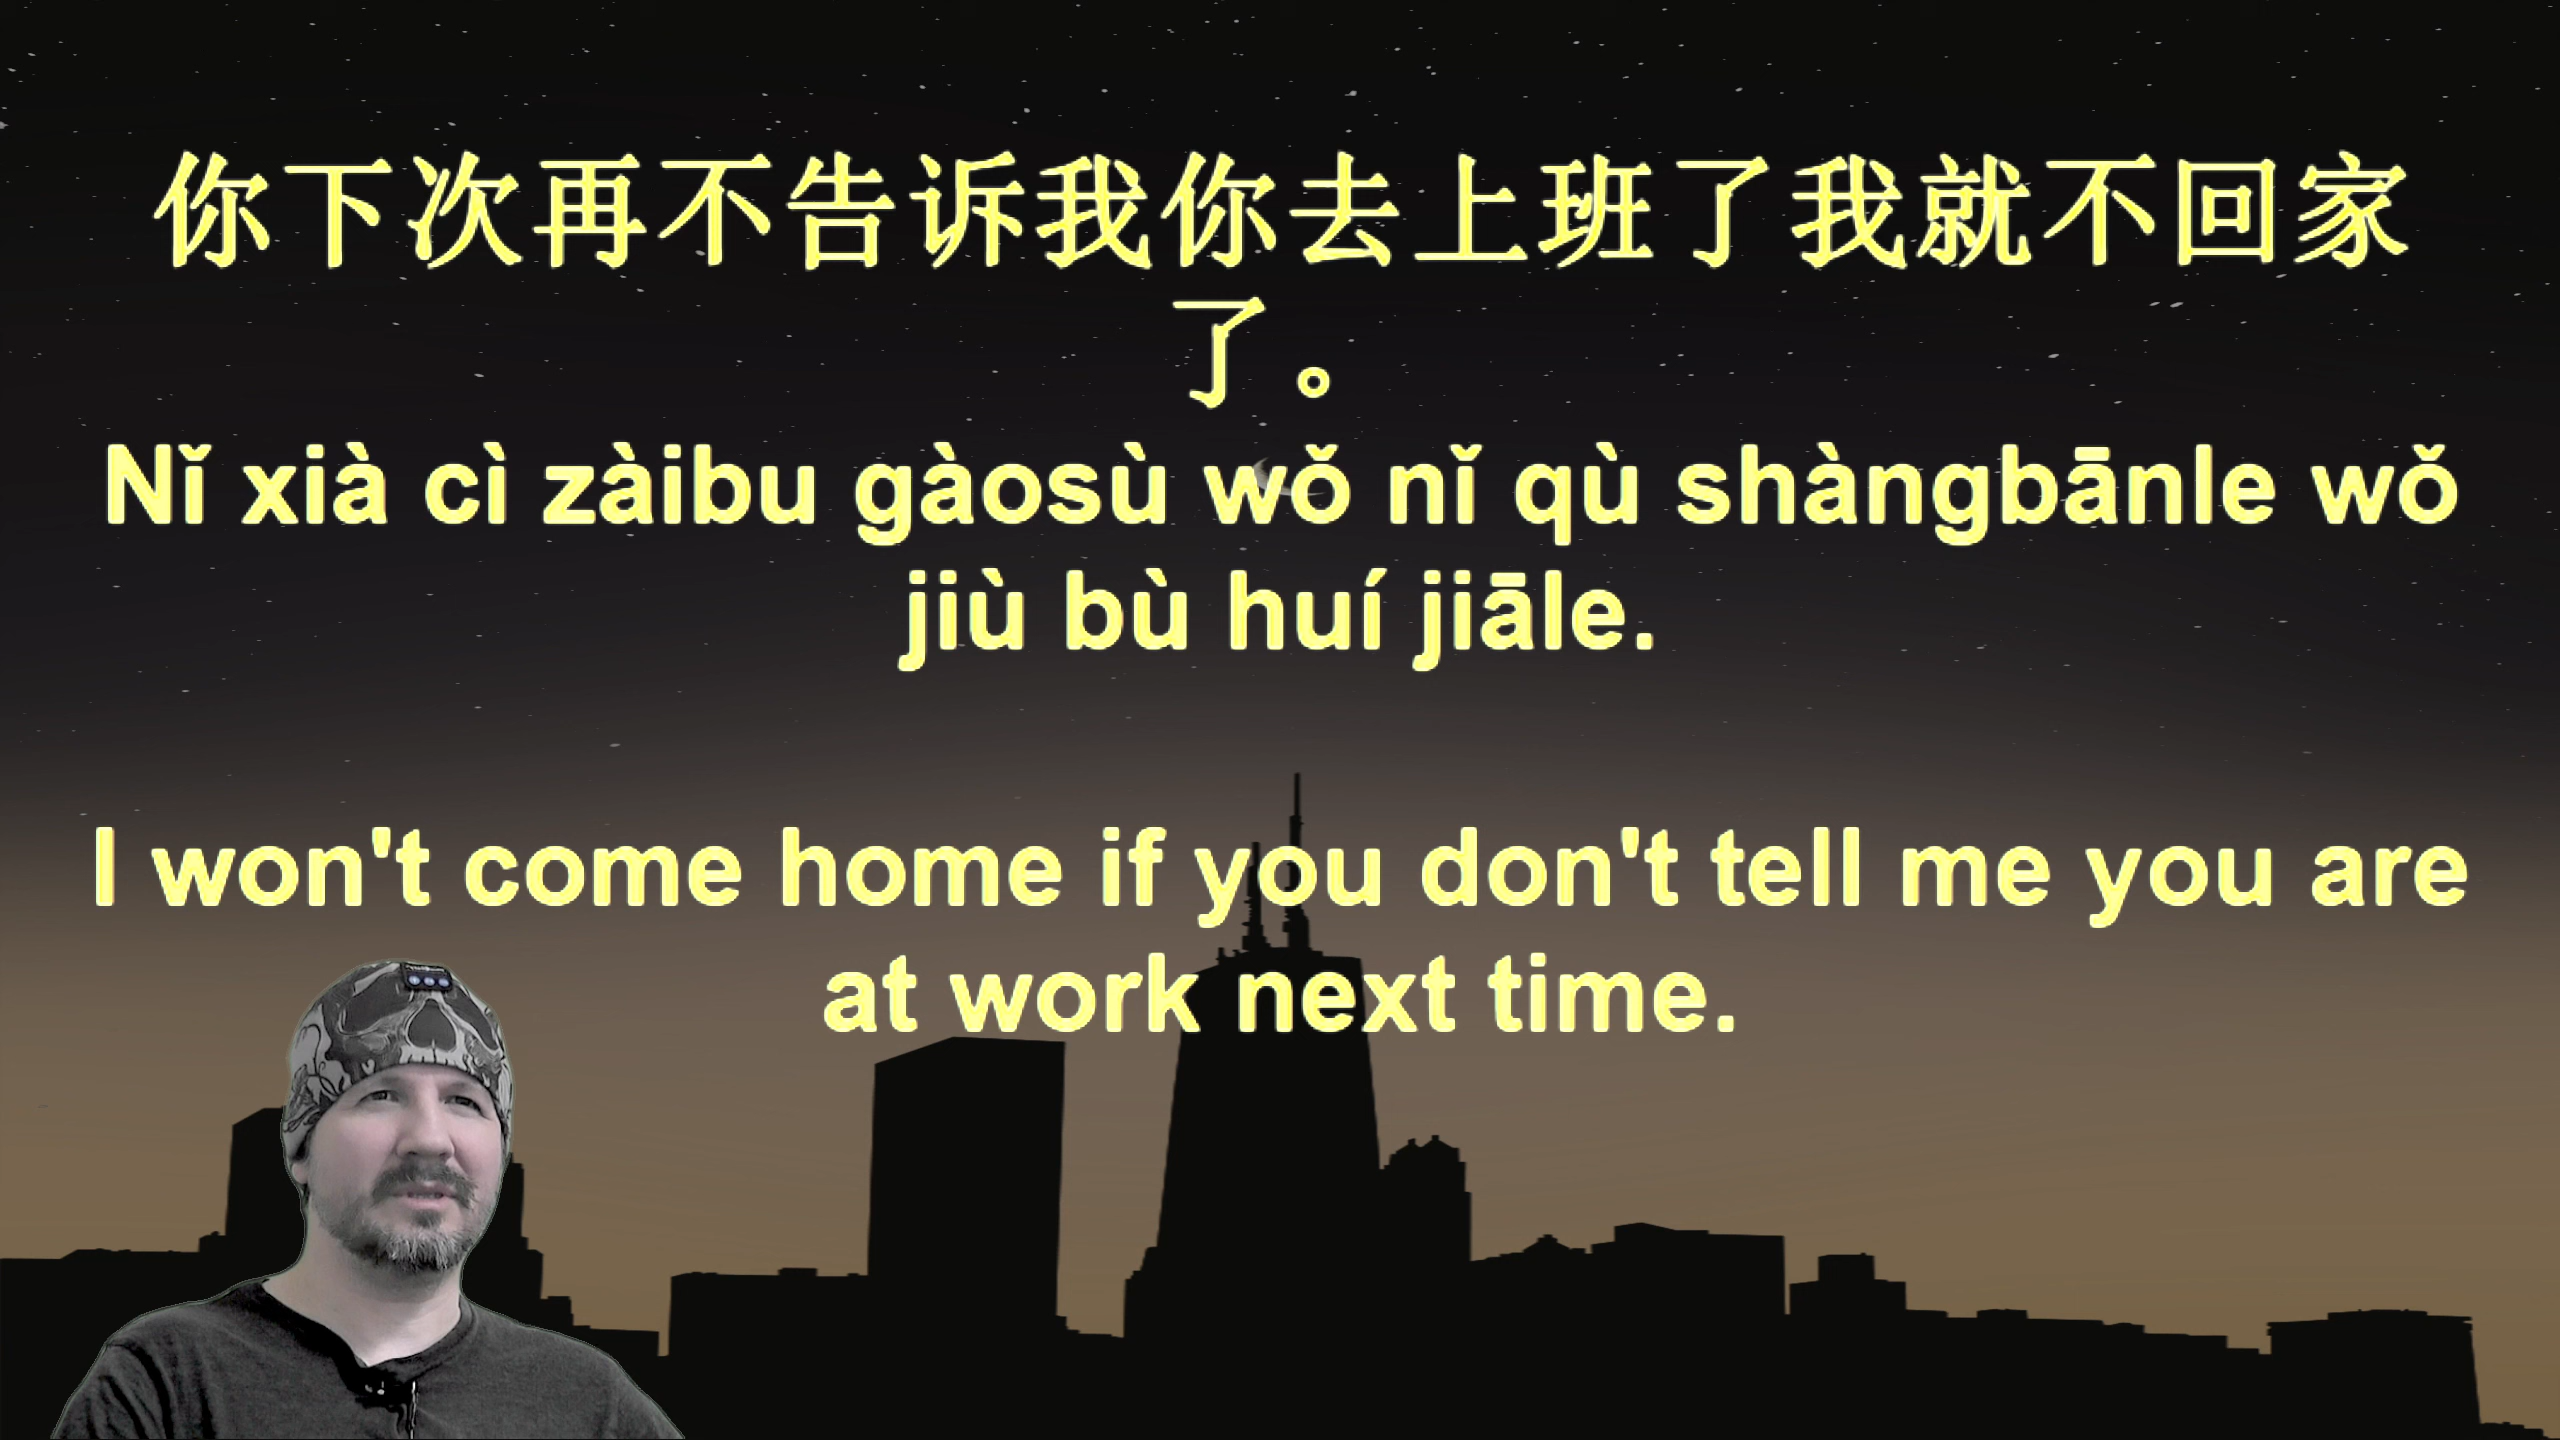 你下次再不告诉我你去上班了我就不回家
了。
Nǐ xià cì zàibu gàosù wǒ nǐ qù shàngbānle wǒ
jiù bù huí jiāle.
I won't come home if you don't tell me you are
at work next time.